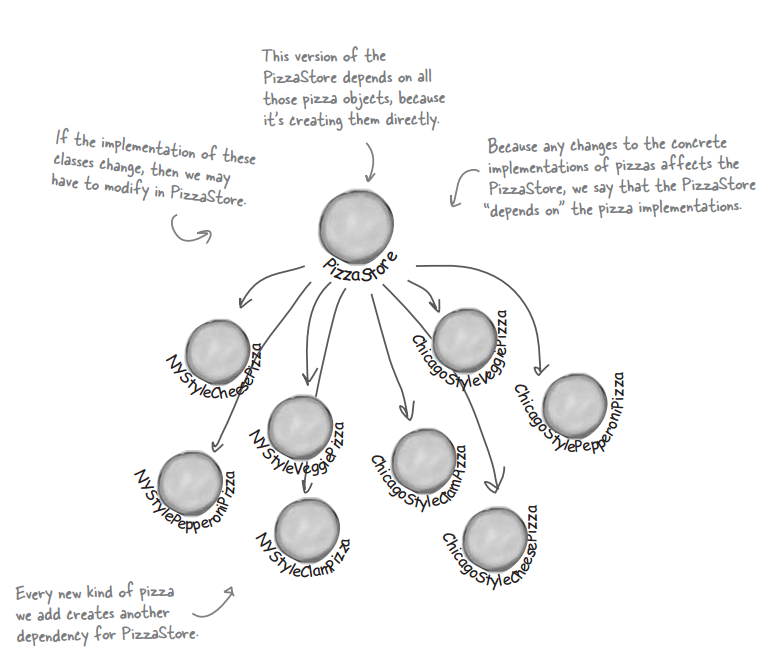 This version of the
PizzaStore depends on all
those pizza objects, because
it's creating them directly.
If the implementation of these
classes change, then we may
have to modify in PizzaStore.
Because any changes to the concrete
implementations of pizzas affects the
PizzaStore, we say that the PizzaStore
“depends on” the pizza implementations.
PizzaStore
NYStyleCheesePizza
ChicagoStyleVeggiePizza
ChicagoStylePepperoniPizza
NYStyleVeggiePizza
ChicagoStyleClamPizza
NYStylePepperoniPizza
NYStyleClamPizza
ChicagoStyleCheesePizza
Every new kind of pizza
we add creates another
dependency for PizzaStore.